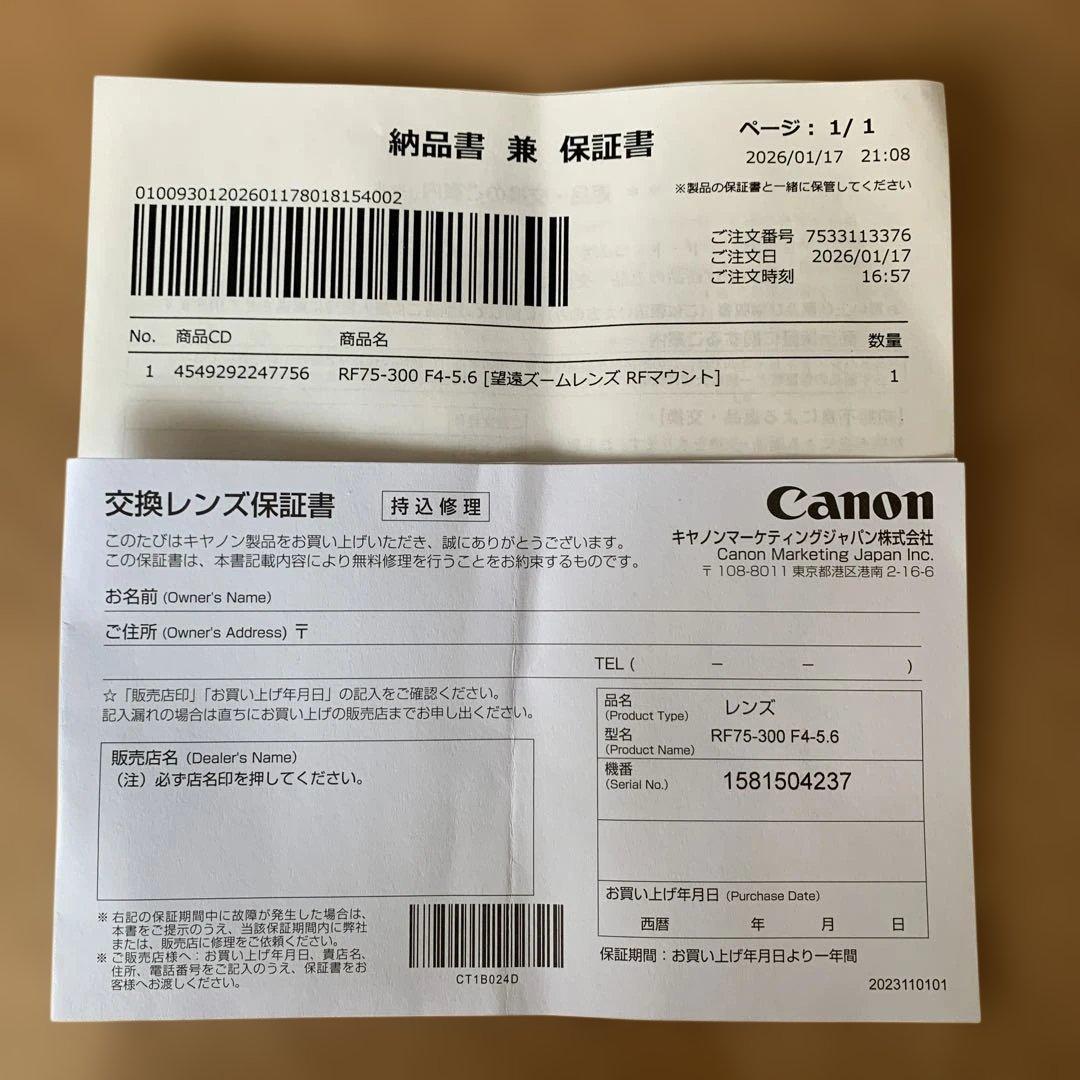 納品書 兼 保証書
ページ: 1/ 1
2026/01/17 21:08
※製品の保証書と一緒に保管してください
01009301202601178018154002
ご注文番号 7533113376
ご注文日 2026/01/17
ご注文時刻 16:57
No. 商品CD 商品名 数量
1 4549292247756 RF75-300 F4-5.6 [望遠ズームレンズ RFマウント] 1
交換レンズ保証書 持込修理
Canon
キヤノンマーケティングジャパン株式会社
Canon Marketing Japan Inc.
〒108-8011 東京都港区港南 2-16-6
このたびはキヤノン製品をお買い上げいただき、誠にありがとうございます。
この保証書は、本書記載内容により無料修理を行うことをお約束するものです。
お名前 (Owner's Name)
ご住所 (Owner's Address) 〒
TEL ( － － )
☆「販売店印」「お買い上げ年月日」の記入をご確認ください。
記入漏れの場合は直ちにお買い上げの販売店までお申し出ください。
販売店名 (Dealer's Name)
(注) 必ず店名印を押してください。
品名 レンズ
(Product Type)
型名 RF75-300 F4-5.6
(Product Name)
機番 1581504237
(Serial No.)
お買い上げ年月日 (Purchase Date)
西暦 年 月 日
保証期間：お買い上げ年月日より一年間
※ 右記の保証期間中に故障が発生した場合は、
本書をご提示のうえ、当該保証期間内に弊社
または、販売店に修理をご依頼ください。
※ ご販売店様へ：お買い上げ年月日、貴店名、
住所、電話番号をご記入のうえ、保証書をお
客様へお渡しください。
CT1B024D
2023110101